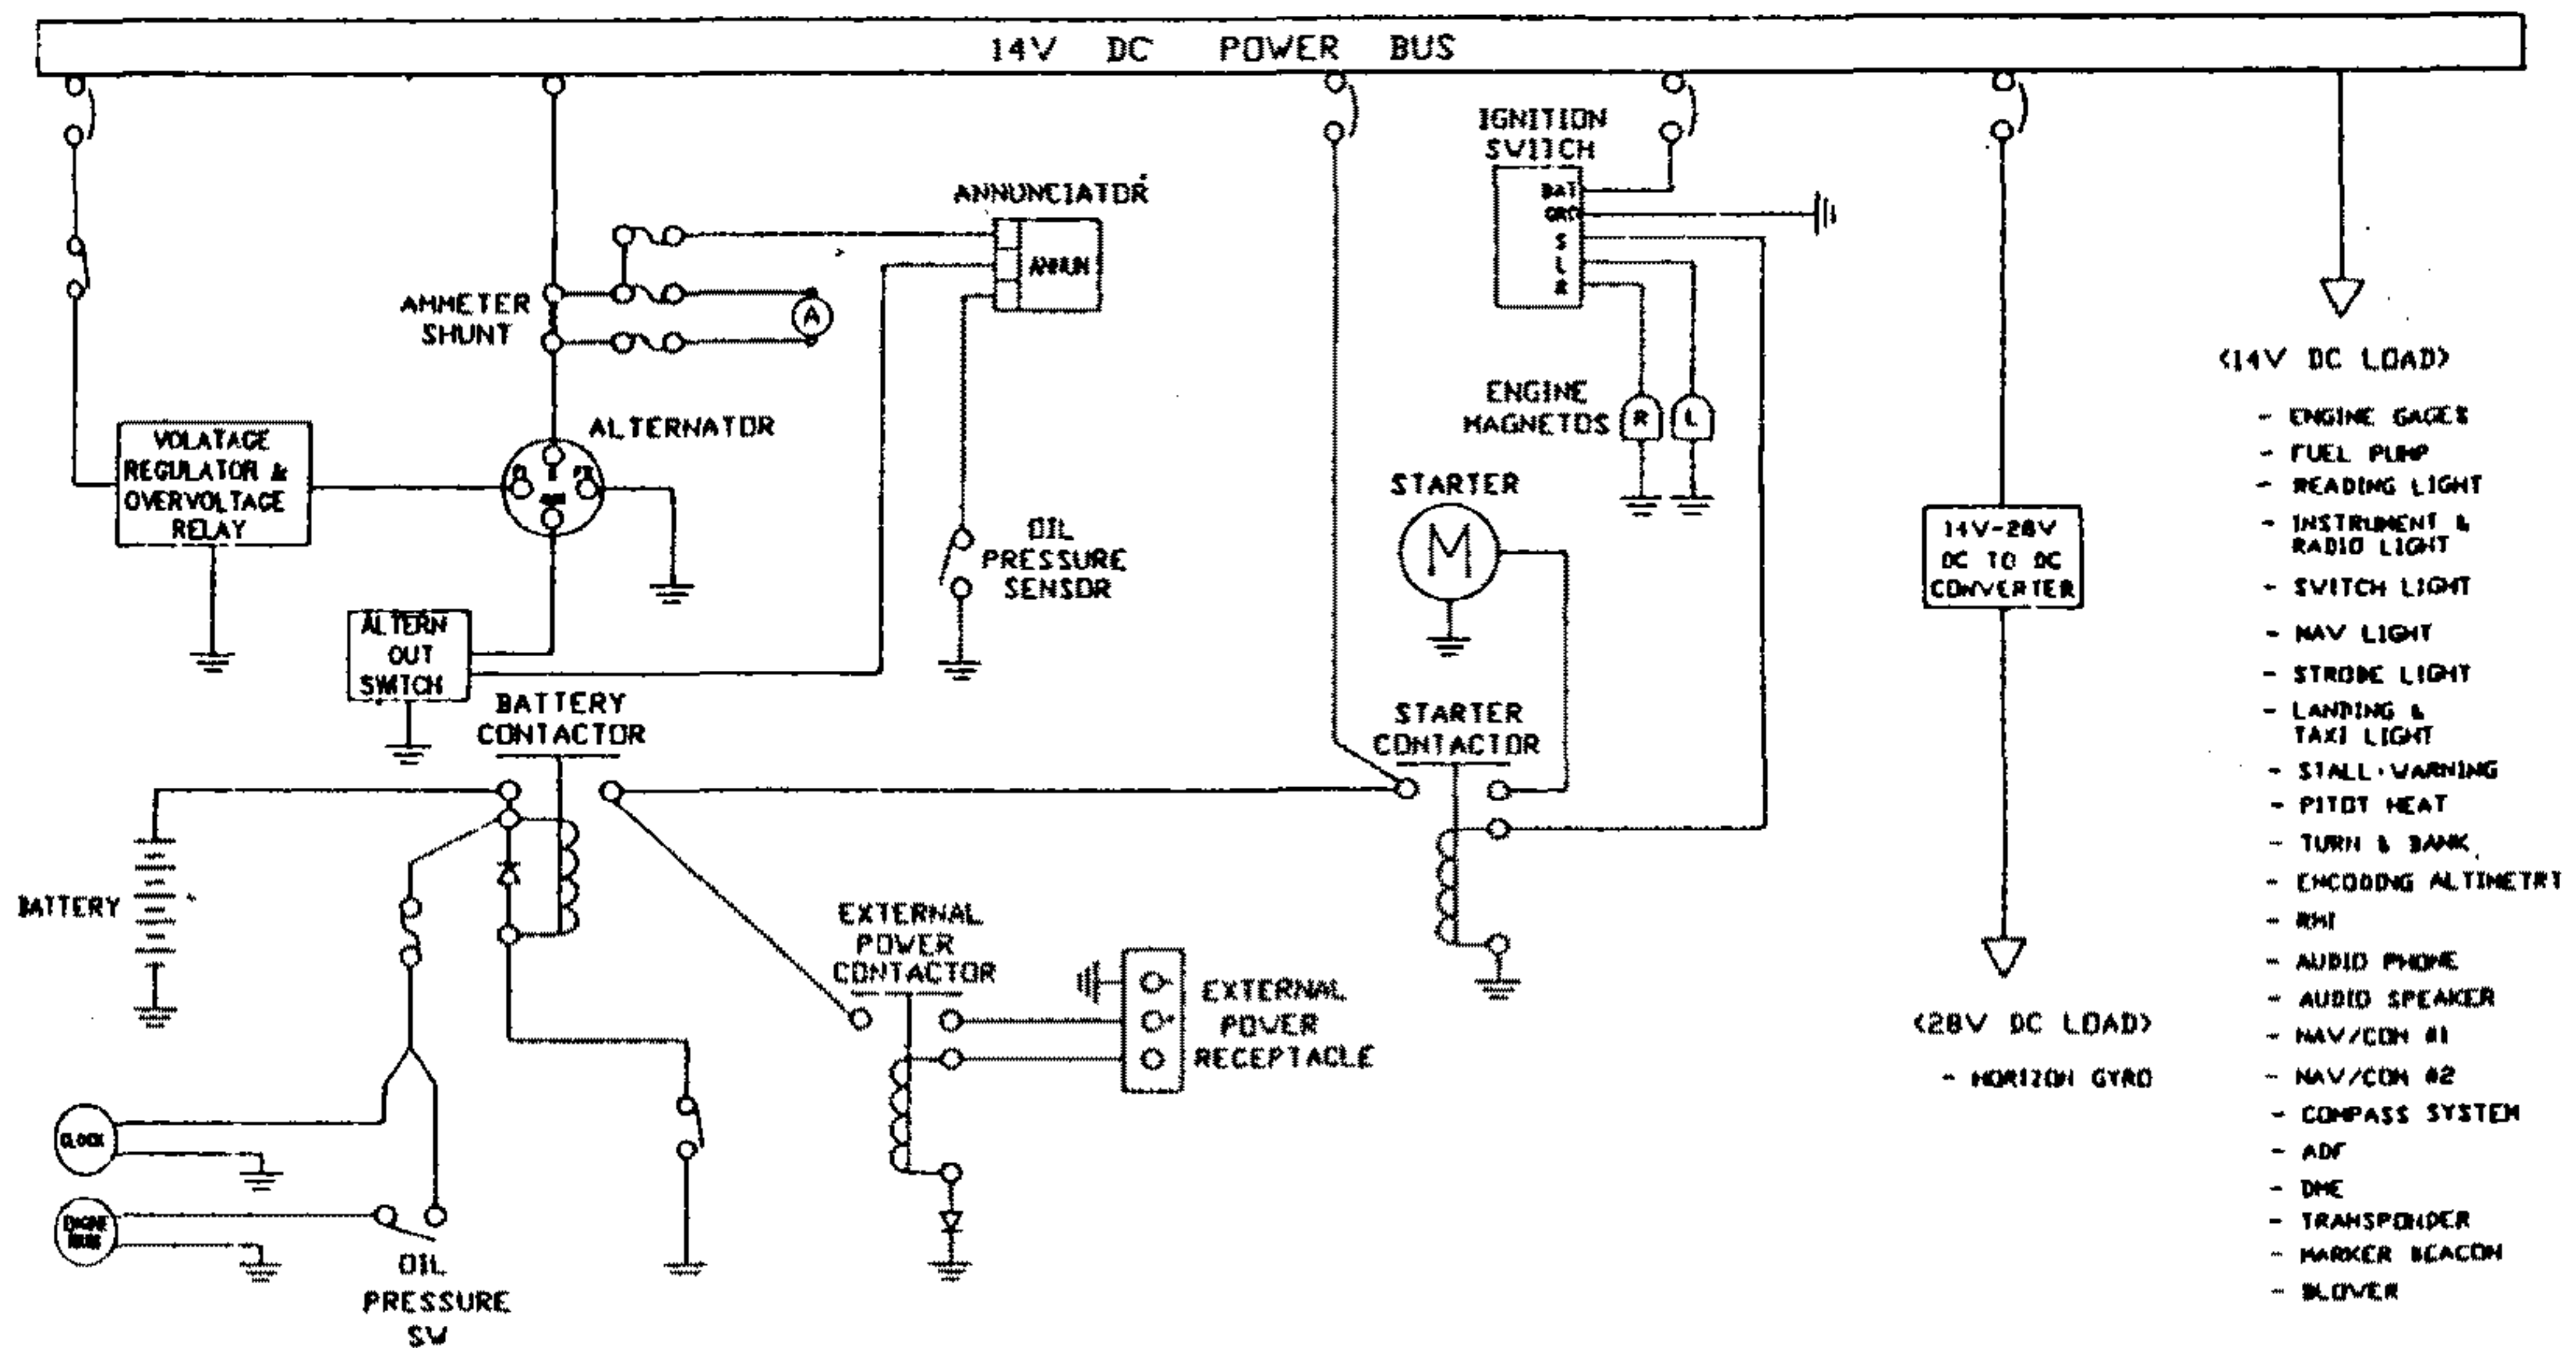 14V DC POWER BUS
IGNITION
SWITCH
BAT
GRD
S
L
R
ANNUNCIATOR
ANNUN
AMMETER
SHUNT
A
<14V DC LOAD>
- ENGINE GAGES
- FUEL PUMP
- READING LIGHT
- INSTRUMENT &
RADIO LIGHT
- SWITCH LIGHT
- NAV LIGHT
- STROBE LIGHT
- LANDING &
TAXI LIGHT
- STALL WARNING
- PITOT HEAT
- TURN & BANK
- ENCODING ALTIMETRT
- RMI
- AUDIO PHONE
- AUDIO SPEAKER
- NAV/COM #1
- NAV/COM #2
- COMPASS SYSTEM
- ADF
- DME
- TRANSPONDER
- MARKER BEACON
- BLOWER
ENGINE
MAGNETOS
R
L
ALTERNATOR
VOLATAGE
REGULATOR &
OVERVOLTAGE
RELAY
STARTER
M
OIL
PRESSURE
SENSOR
14V-28V
DC TO DC
CONVERTER
ALTERN
OUT
SWITCH
BATTERY
CONTACTOR
STARTER
CONTACTOR
BATTERY
EXTERNAL
POWER
CONTACTOR
EXTERNAL
POWER
RECEPTACLE
<28V DC LOAD>
- HORIZON GYRO
CLOCK
ENGINE
OIL
PRESSURE
SW